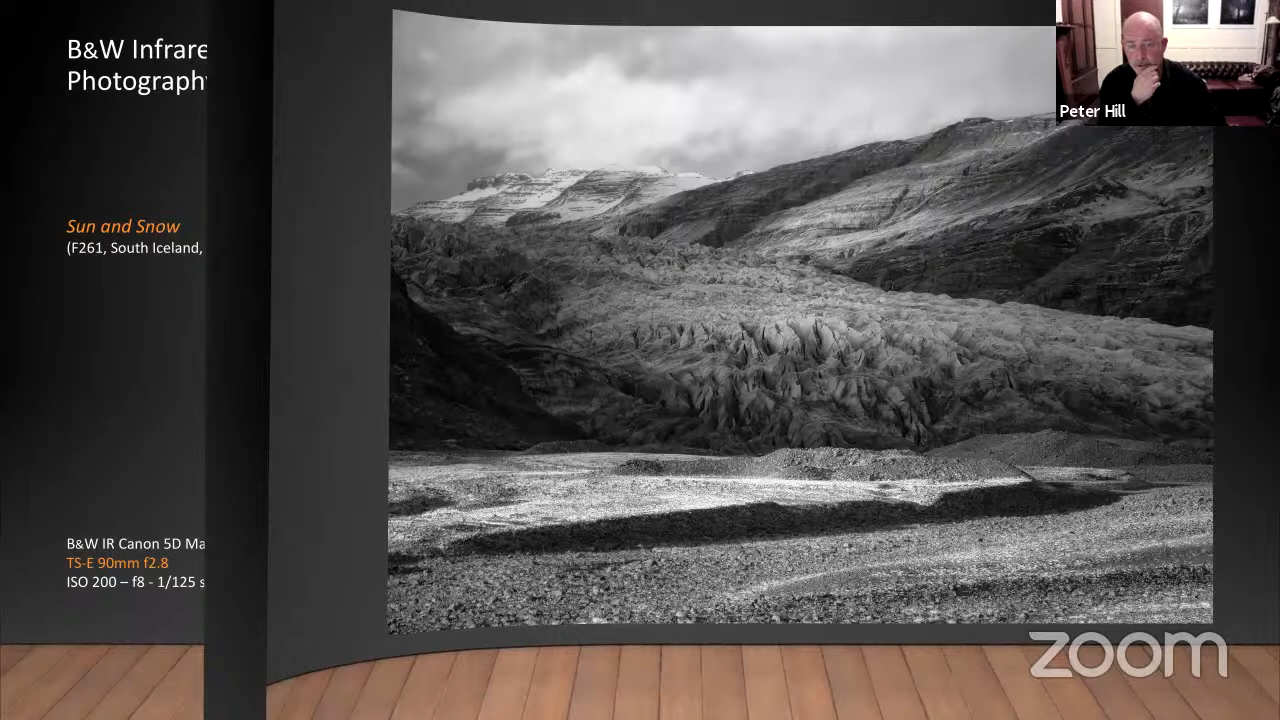 B&W Infrare
Photography
Sun and Snow
(F261, South Iceland,
B&W IR Canon 5D Ma
TS-E 90mm f2.8
ISO 200 – f8 - 1/125 s
Peter Hill
zoom